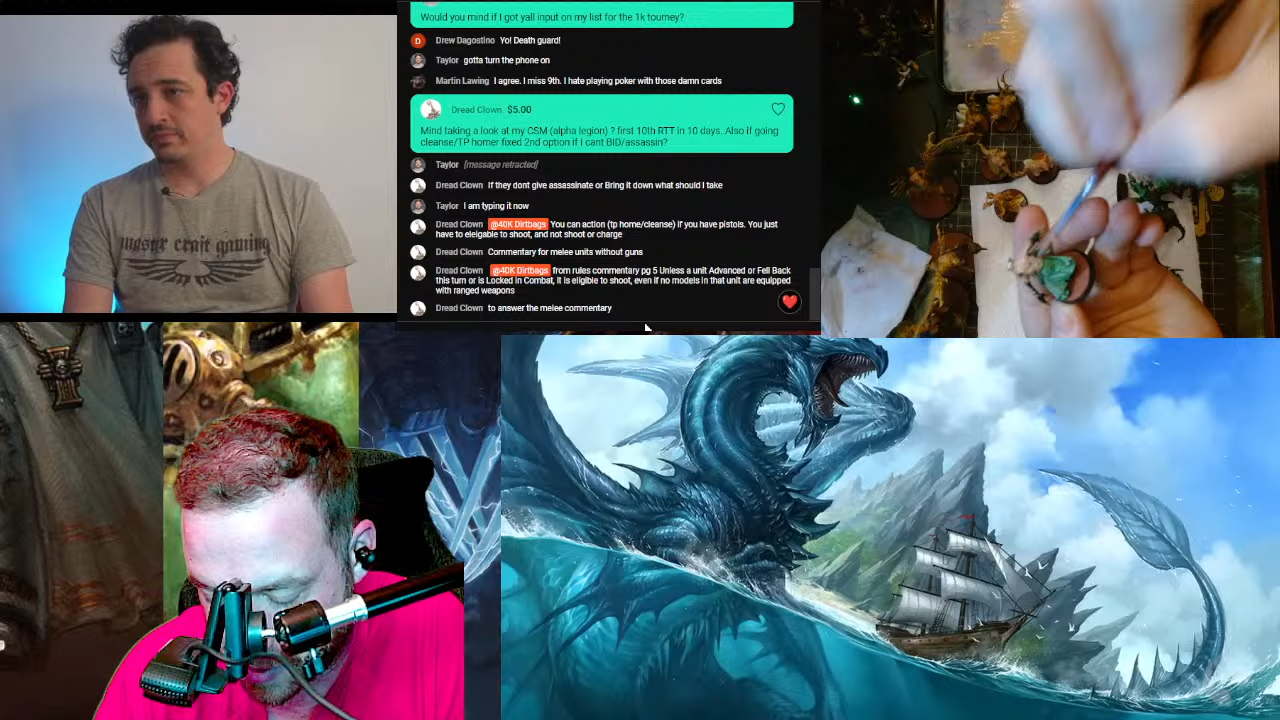 Would you mind if I got yall input on my list for the 1k tourney?
D Drew Dagostino Yo! Death guard!
Taylor gotta turn the phone on
Martin Lawing I agree. I miss 9th. I hate playing poker with those damn cards
Dread Clown $5.00
Mind taking a look at my CSM (alpha legion) ? first 10th RTT in 10 days. Also if going
cleanse/TP homer fixed 2nd option if I cant BID/assassin?
Taylor [message retracted]
Dread Clown If they dont give assassinate or Bring it down what should I take
Taylor I am typing it now
Dread Clown @40K Dirtbags You can action (tp home/cleanse) if you have pistols. You just
have to eleigable to shoot, and not shoot or charge
Dread Clown Commentary for melee units without guns
Dread Clown @40K Dirtbags from rules commentary pg 5 Unless a unit Advanced or Fell Back
this turn or is Locked in Combat, it is eligible to shoot, even if no models in that unit are equipped
with ranged weapons
Dread Clown to answer the melee commentary
craft gaming